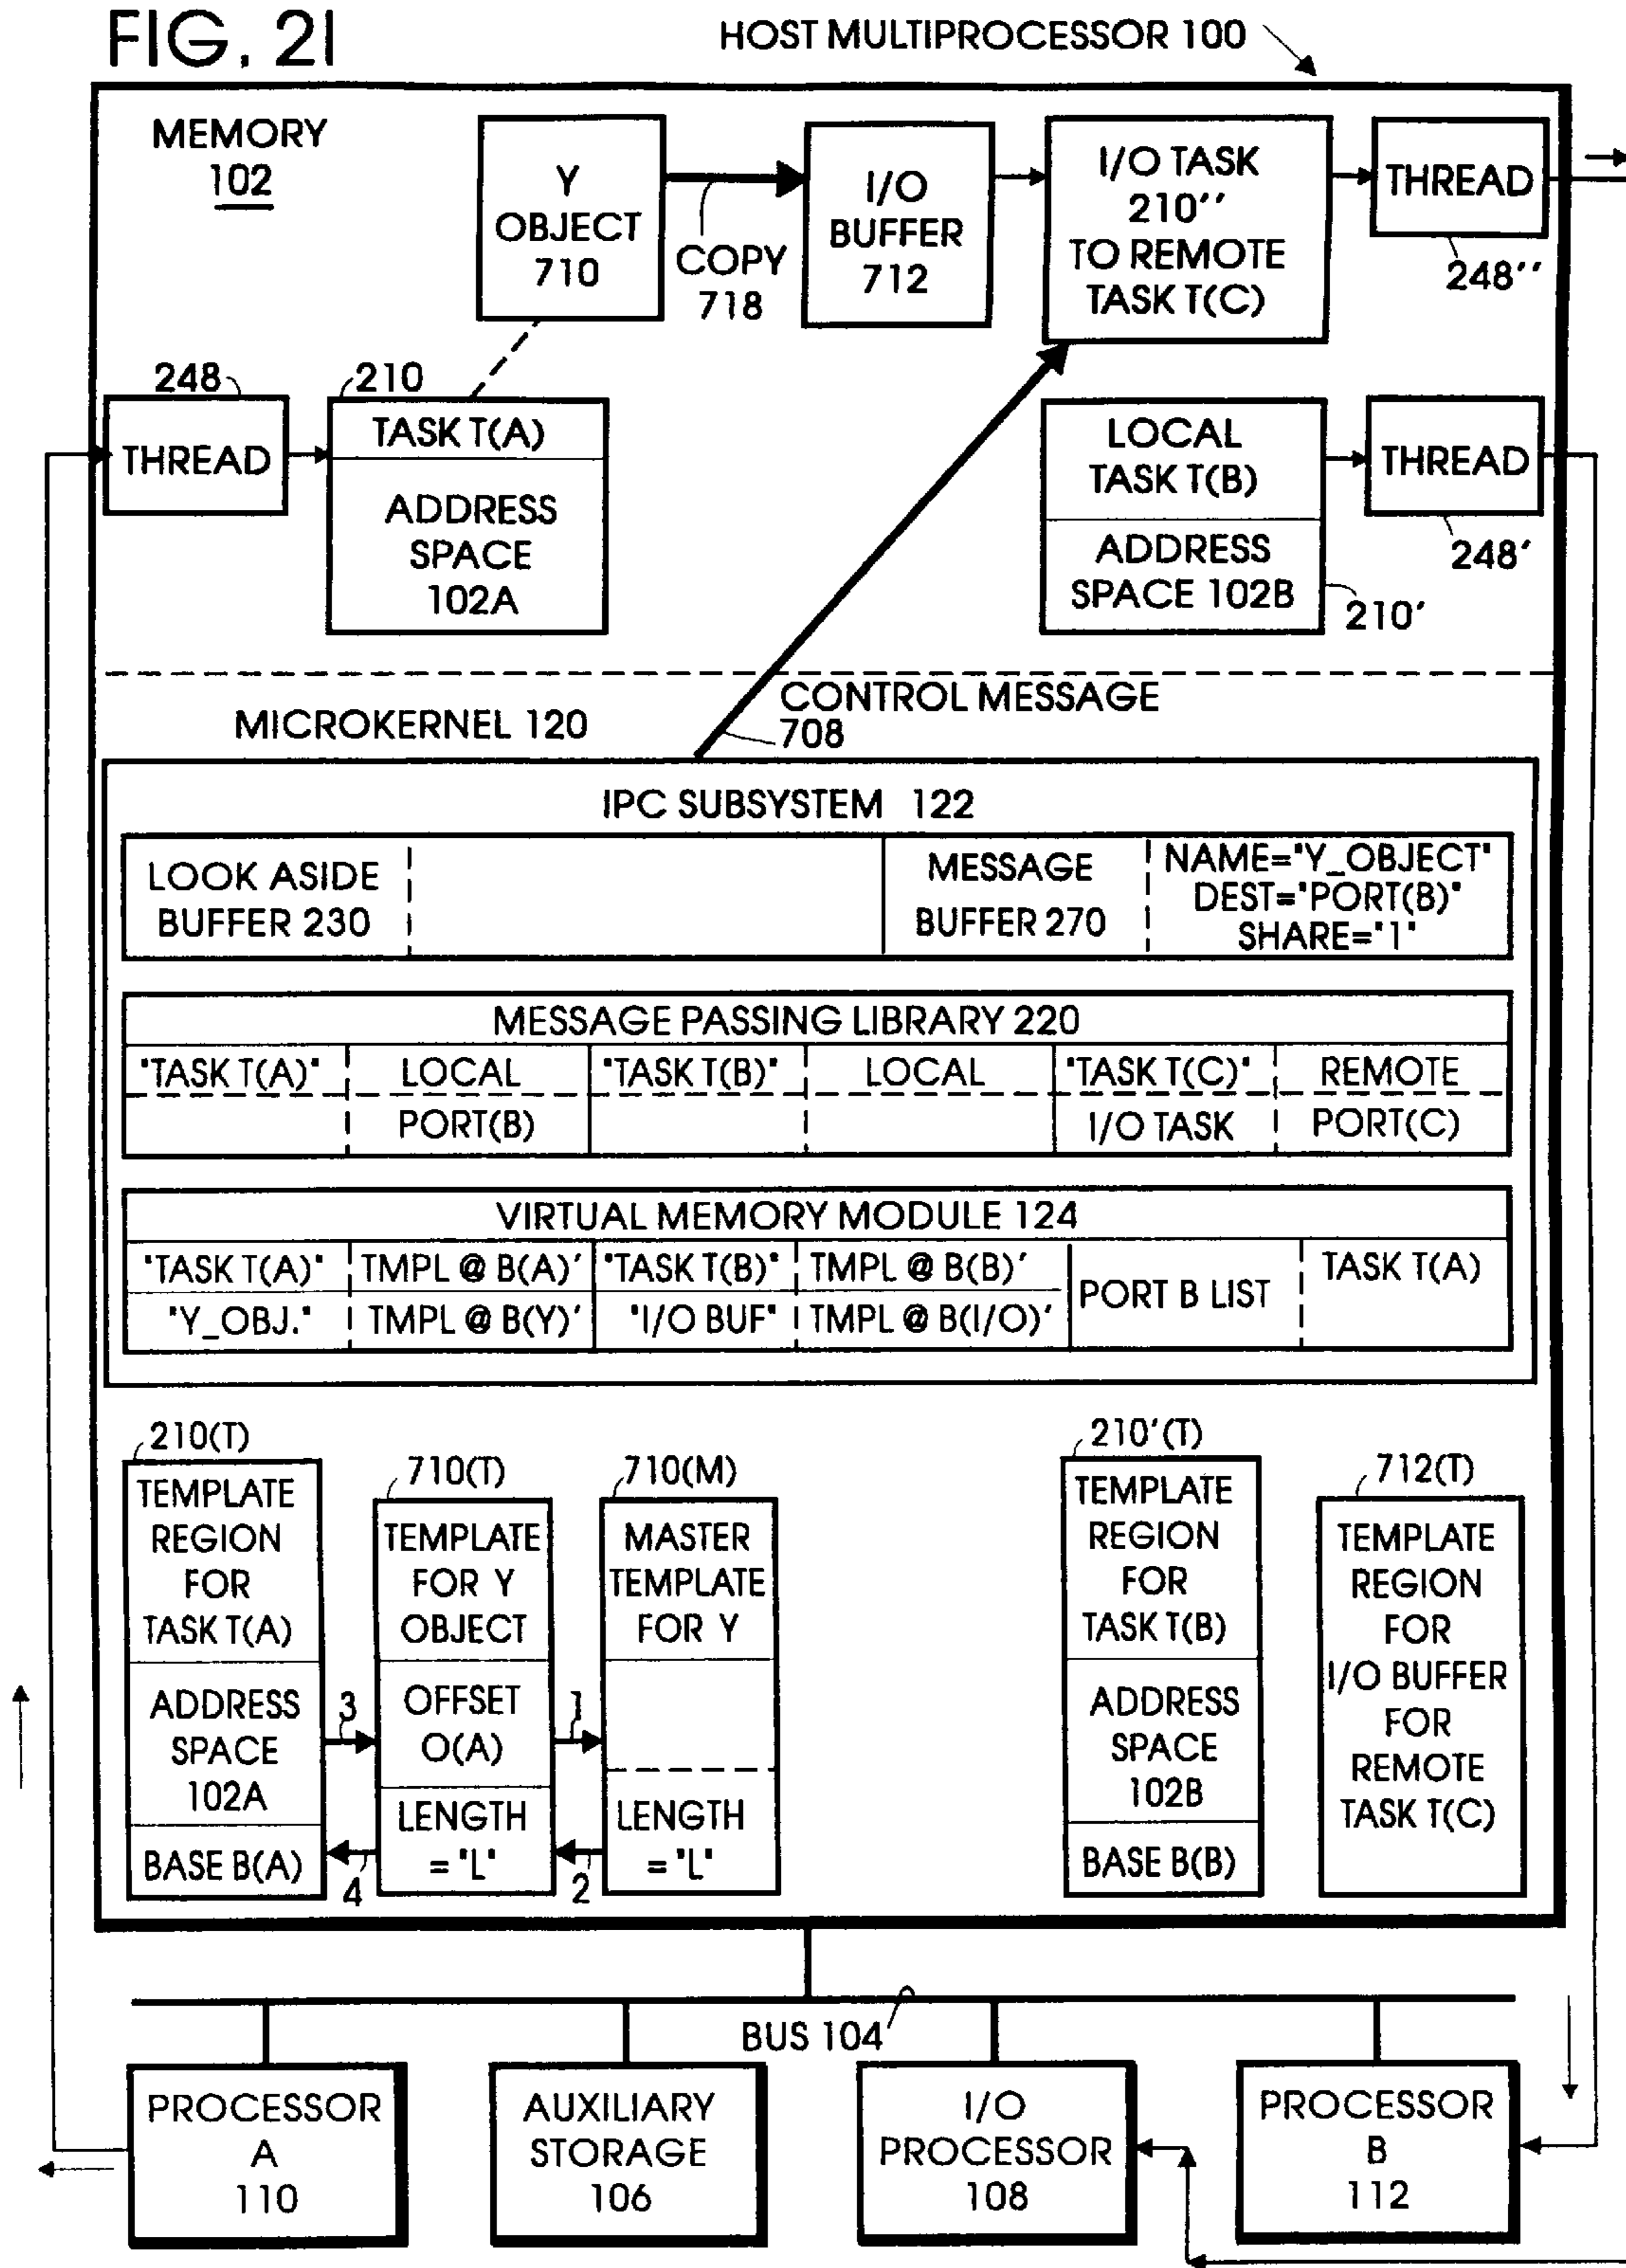 FIG. 21
HOST MULTIPROCESSOR 100
MEMORY
102
Y
OBJECT
710
COPY
718
I/O
BUFFER
712
I/O TASK
210''
TO REMOTE
TASK T(C)
THREAD
248''
248
THREAD
210
TASK T(A)
ADDRESS
SPACE
102A
LOCAL
TASK T(B)
ADDRESS
SPACE 102B
210'
THREAD
248'
CONTROL MESSAGE
708
MICROKERNEL 120
IPC SUBSYSTEM 122
LOOK ASIDE
BUFFER 230
MESSAGE
BUFFER 270
NAME="Y_OBJECT"
DEST="PORT(B)"
SHARE="1"
MESSAGE PASSING LIBRARY 220
"TASK T(A)" LOCAL "TASK T(B)" LOCAL "TASK T(C)" REMOTE
PORT(B) I/O TASK PORT(C)
VIRTUAL MEMORY MODULE 124
"TASK T(A)" TMPL @ B(A)' "TASK T(B)" TMPL @ B(B)' PORT B LIST TASK T(A)
"Y_OBJ." TMPL @ B(Y)' "I/O BUF" TMPL @ B(I/O)'
210(T)
TEMPLATE
REGION
FOR
TASK T(A)
ADDRESS
SPACE
102A
BASE B(A)
3
4
710(T)
TEMPLATE
FOR Y
OBJECT
OFFSET
O(A)
LENGTH
="L"
1
2
710(M)
MASTER
TEMPLATE
FOR Y
LENGTH
="L"
210'(T)
TEMPLATE
REGION
FOR
TASK T(B)
ADDRESS
SPACE
102B
BASE B(B)
712(T)
TEMPLATE
REGION
FOR
I/O BUFFER
FOR
REMOTE
TASK T(C)
BUS 104
PROCESSOR
A
110
AUXILIARY
STORAGE
106
I/O
PROCESSOR
108
PROCESSOR
B
112